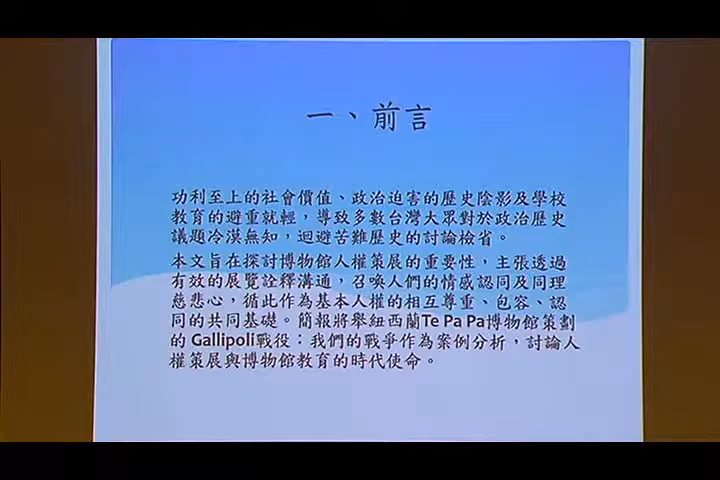 一、前言
功利至上的社會價值、政治迫害的歷史陰影及學校
教育的避重就輕，導致多數台灣大眾對於政治歷史
議題冷漠無知，迴避苦難歷史的討論檢省。
本文旨在探討博物館人權策展的重要性，主張透過
有效的展覽詮釋溝通，召喚人們的情感認同及同理
慈悲心，循此作為基本人權的相互尊重、包容、認
同的共同基礎。簡報將舉紐西蘭Te Pa Pa博物館策劃
的 Gallipoli戰役：我們的戰爭作為案例分析，討論人
權策展與博物館教育的時代使命。